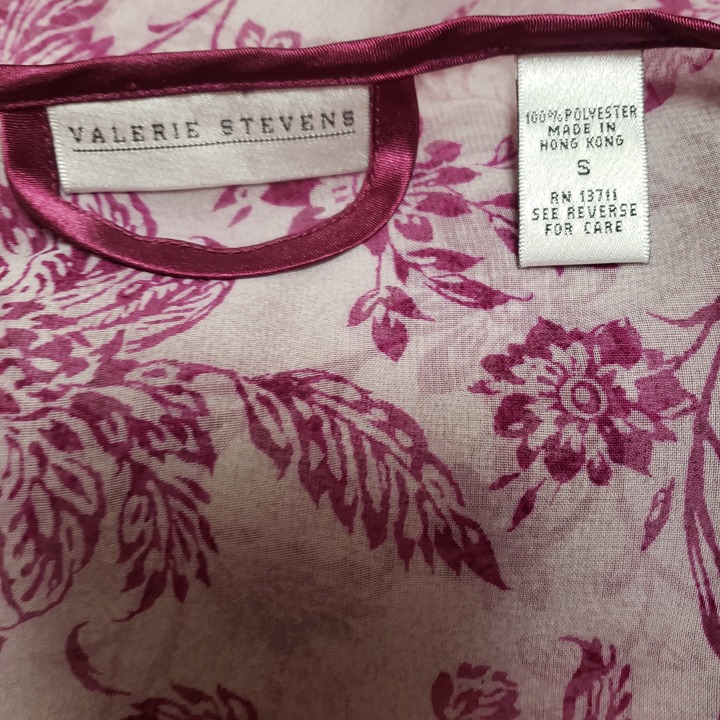 VALERIE STEVENS
100% POLYESTER
MADE IN
HONG KONG
S
RN 13711
SEE REVERSE
FOR CARE